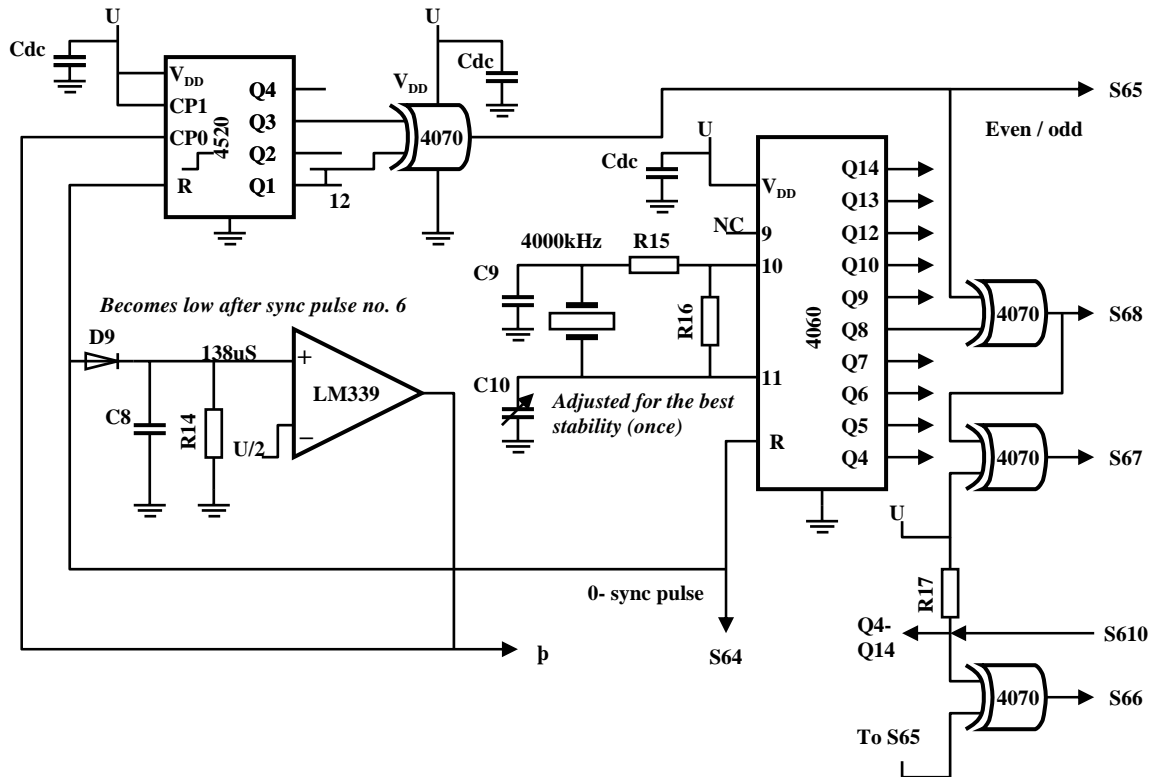 U
Cdc
V_DD
CP1
CP0
R
4520
Q4
Q3
Q2
Q1
12
U
Cdc
V_DD
4070
S65
Even / odd
U
Cdc
V_DD
NC
9
10
11
R
4060
Q14
Q13
Q12
Q10
Q9
Q8
Q7
Q6
Q5
Q4
4000kHz
R15
C9
R16
C10
Adjusted for the best
stability (once)
Becomes low after sync pulse no. 6
D9
138uS
C8
R14
U/2
+
−
LM339
4070
S68
4070
S67
U
R17
0- sync pulse
S64
þ
Q4-
Q14
S610
4070
S66
To S65